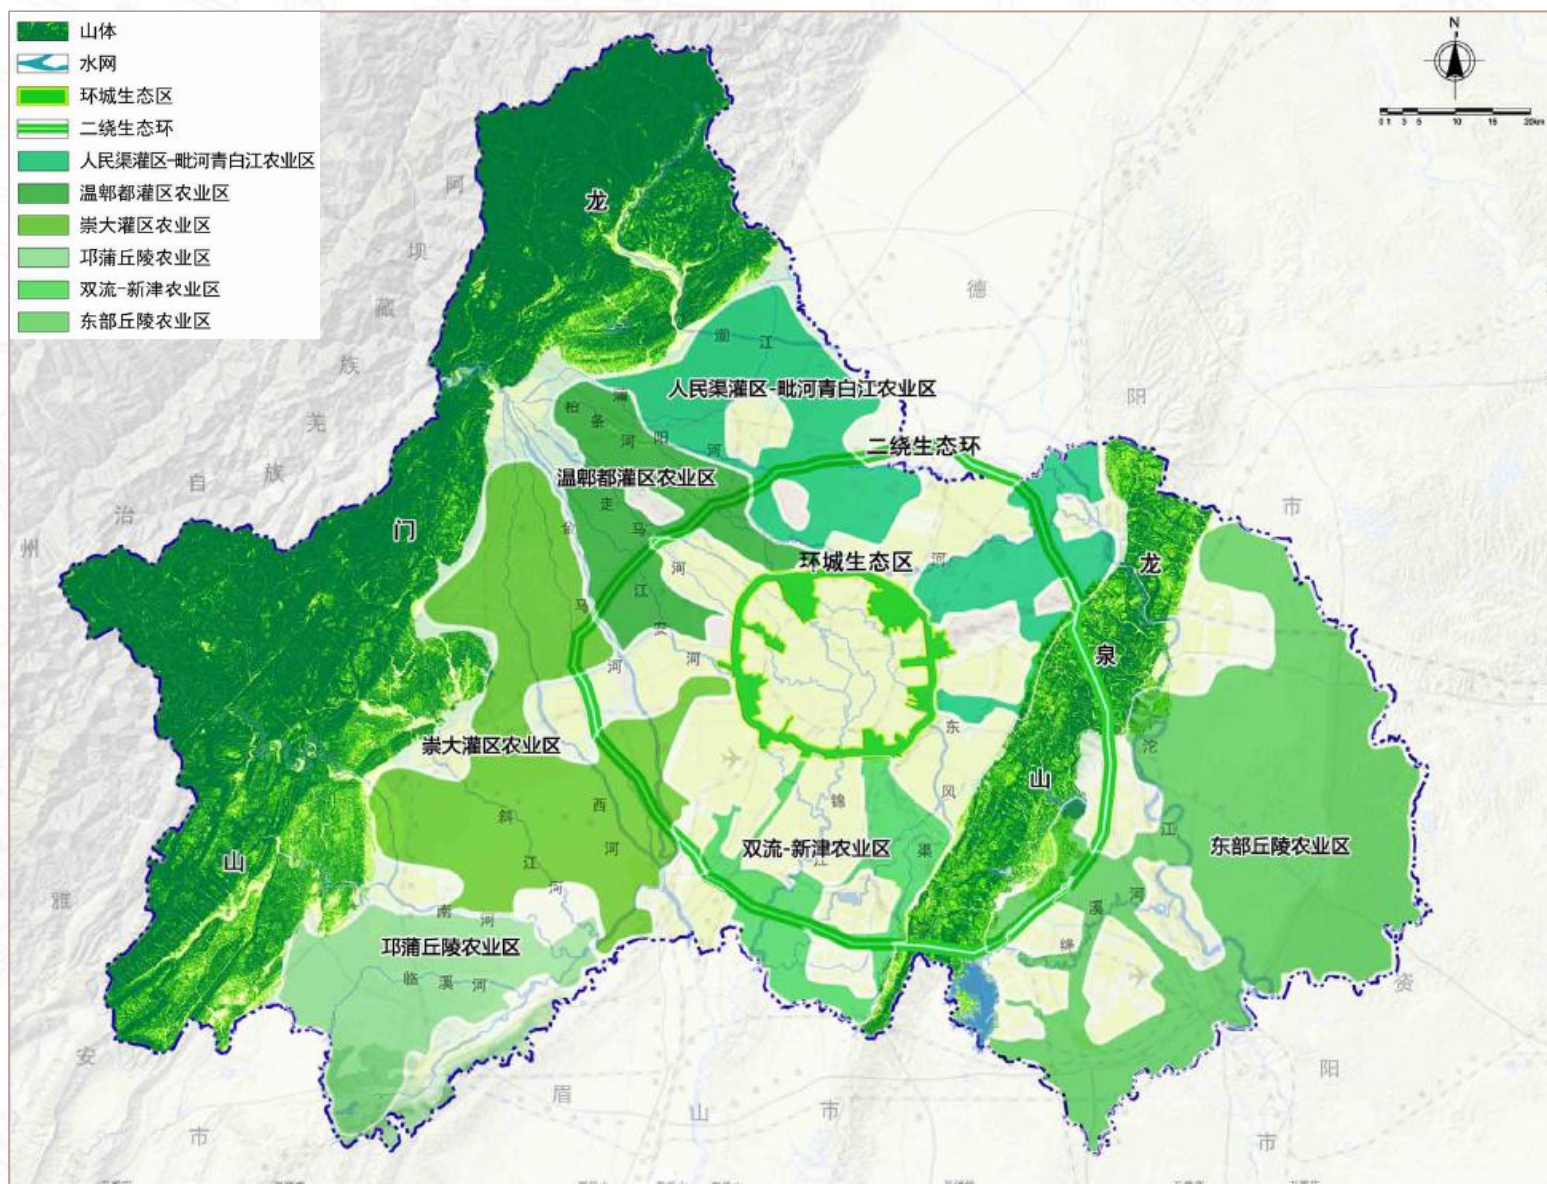 山体
水网
环城生态区
二绕生态环
人民渠灌区-毗河青白江农业区
温郫都灌区农业区
崇大灌区农业区
邛蒲丘陵农业区
双流-新津农业区
东部丘陵农业区
N
0 1 3 5 10 15 20km
阿坝藏族羌族自治州
德阳市
资阳市
眉山市
雅安市
龙门山
龙泉山
湔江
人民渠灌区-毗河青白江农业区
柏条河
蒲阳河
二绕生态环
温郫都灌区农业区
走马河
金马河
江安河
环城生态区
河
崇大灌区农业区
斜江河
西河
东风渠
沱江
锦江
双流-新津农业区
东部丘陵农业区
绛溪河
南河
邛蒲丘陵农业区
临溪河